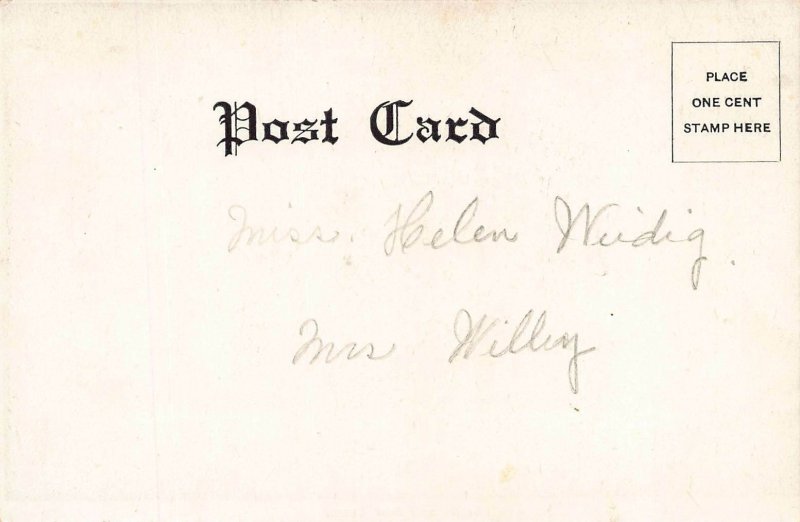 Post Card
PLACE
ONE CENT
STAMP HERE
Miss. Helen Weidig.
Mrs Willey